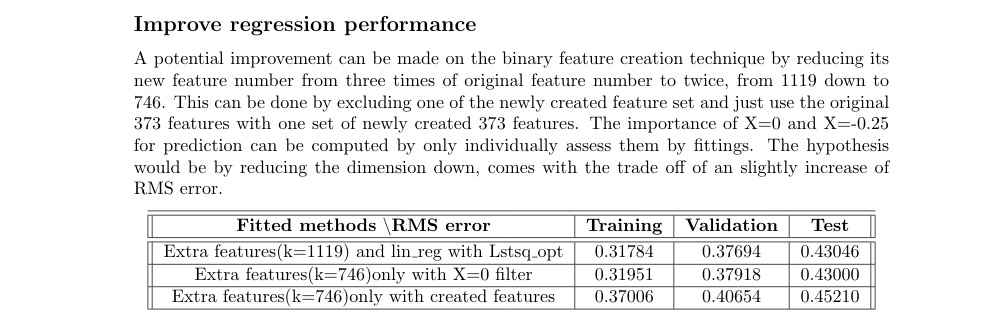 Improve regression performance
A potential improvement can be made on the binary feature creation technique by reducing its
new feature number from three times of original feature number to twice, from 1119 down to
746. This can be done by excluding one of the newly created feature set and just use the original
373 features with one set of newly created 373 features. The importance of X=0 and X=-0.25
for prediction can be computed by only individually assess them by fittings. The hypothesis
would be by reducing the dimension down, comes with the trade off of an slightly increase of
RMS error.
Fitted methods \RMS error Training Validation Test
Extra features(k=1119) and lin_reg with Lstsq_opt 0.31784 0.37694 0.43046
Extra features(k=746)only with X=0 filter 0.31951 0.37918 0.43000
Extra features(k=746)only with created features 0.37006 0.40654 0.45210